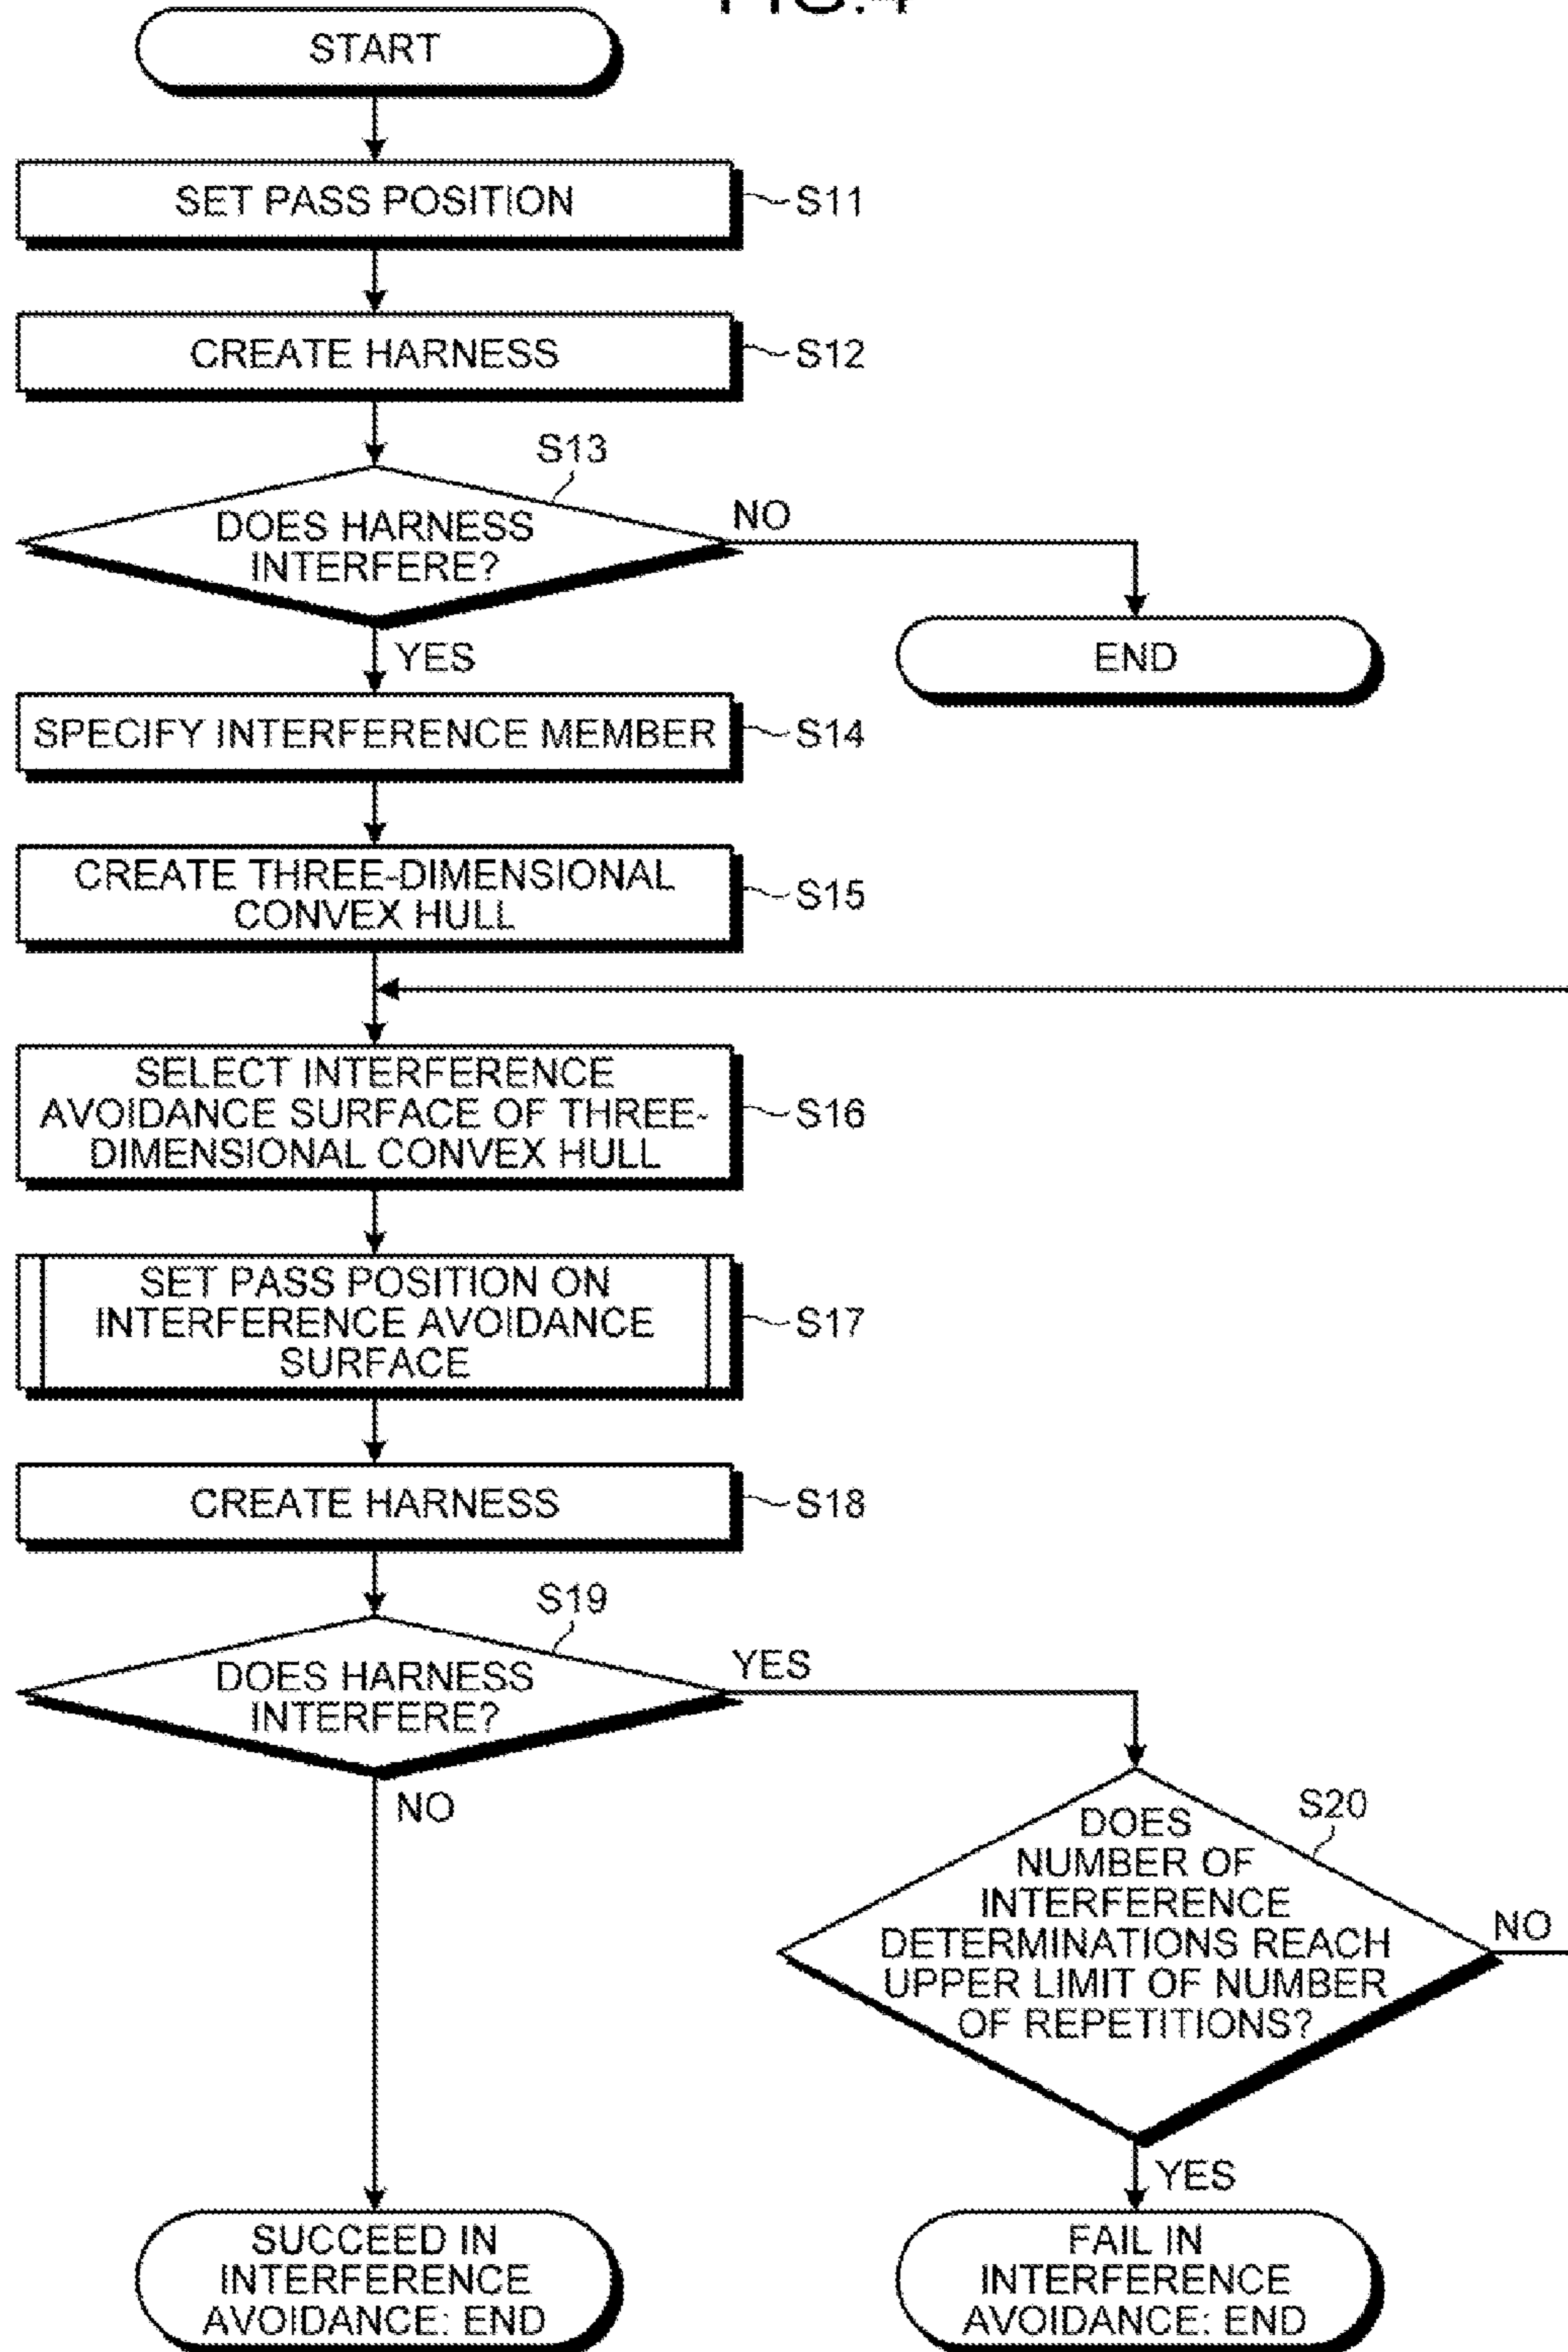 START
SET PASS POSITION
S11
CREATE HARNESS
S12
S13
DOES HARNESS
INTERFERE?
NO
END
YES
SPECIFY INTERFERENCE MEMBER
S14
CREATE THREE-DIMENSIONAL
CONVEX HULL
S15
SELECT INTERFERENCE
AVOIDANCE SURFACE OF THREE-
DIMENSIONAL CONVEX HULL
S16
SET PASS POSITION ON
INTERFERENCE AVOIDANCE
SURFACE
S17
CREATE HARNESS
S18
S19
DOES HARNESS
INTERFERE?
YES
NO
S20
DOES
NUMBER OF
INTERFERENCE
DETERMINATIONS REACH
UPPER LIMIT OF NUMBER
OF REPETITIONS?
NO
YES
SUCCEED IN
INTERFERENCE
AVOIDANCE: END
FAIL IN
INTERFERENCE
AVOIDANCE: END